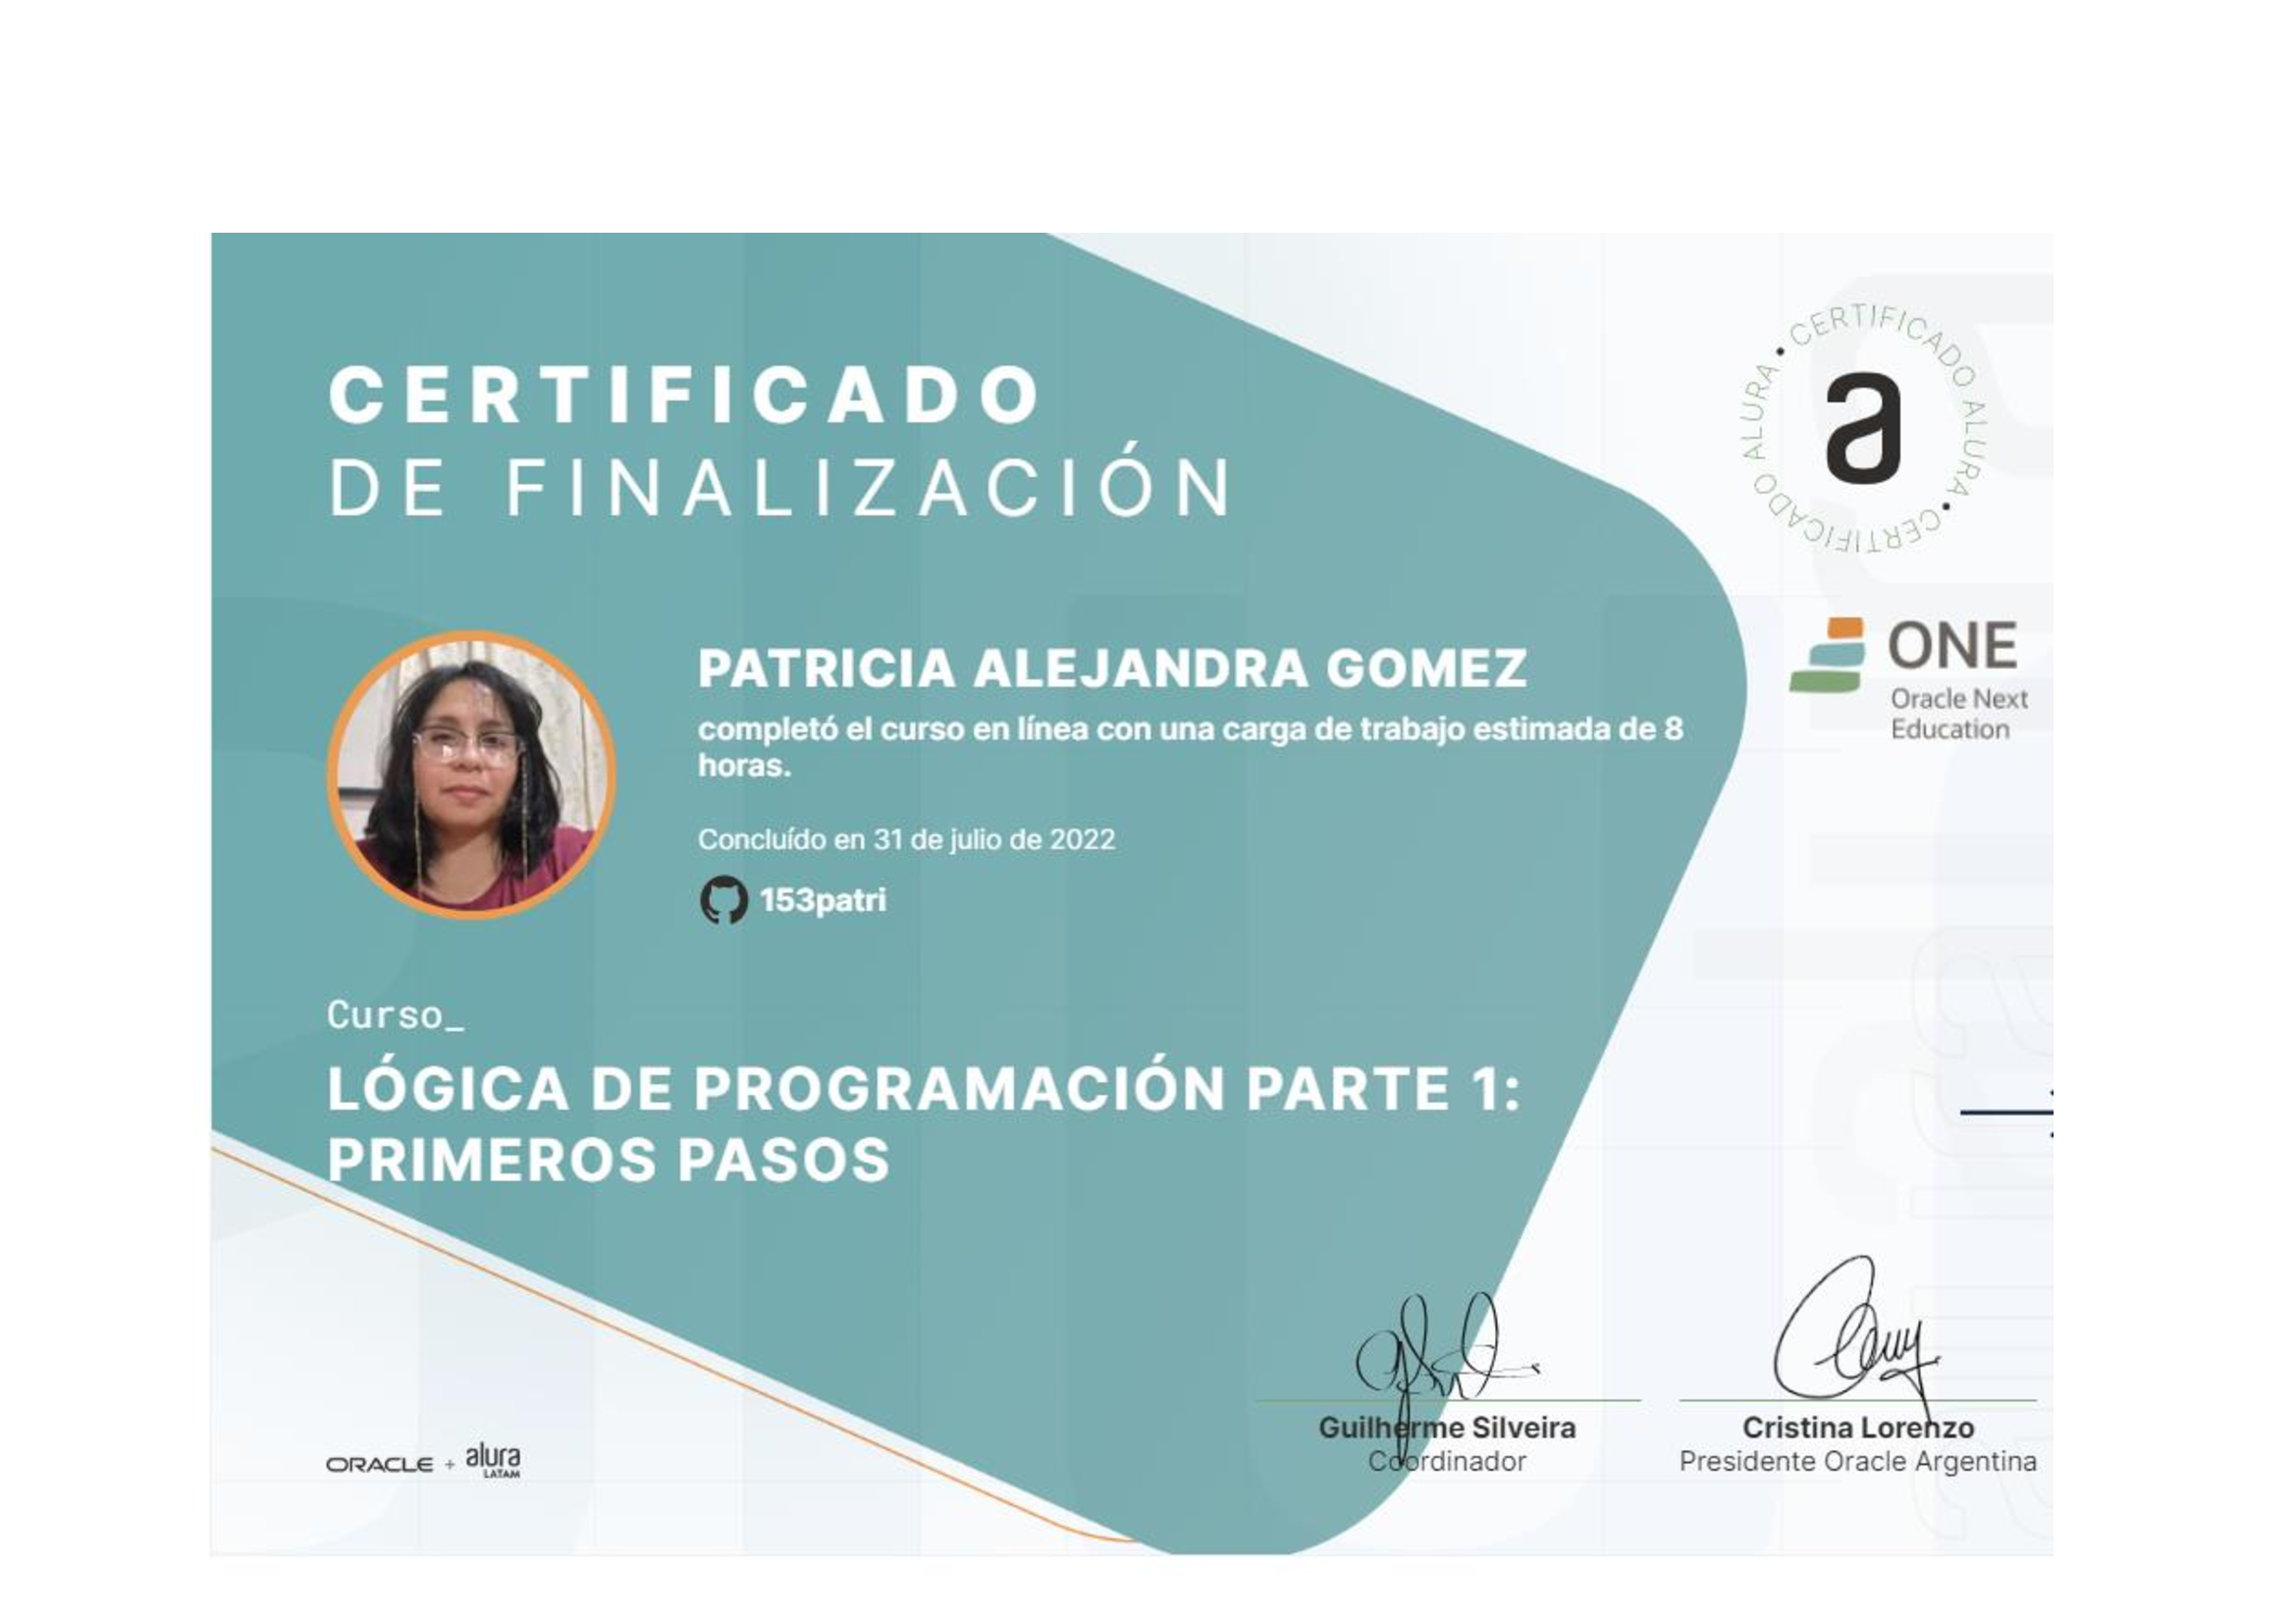 CERTIFICADO
DE FINALIZACIÓN
CERTIFICADO ALURA • CERTIFICADO ALURA •
a
ONE
Oracle Next
Education
PATRICIA ALEJANDRA GOMEZ
completó el curso en línea con una carga de trabajo estimada de 8
horas.
Concluído en 31 de julio de 2022
153patri
Curso_
LÓGICA DE PROGRAMACIÓN PARTE 1:
PRIMEROS PASOS
Guilherme Silveira
Coordinador
Cristina Lorenzo
Presidente Oracle Argentina
ORACLE + alura
LATAM